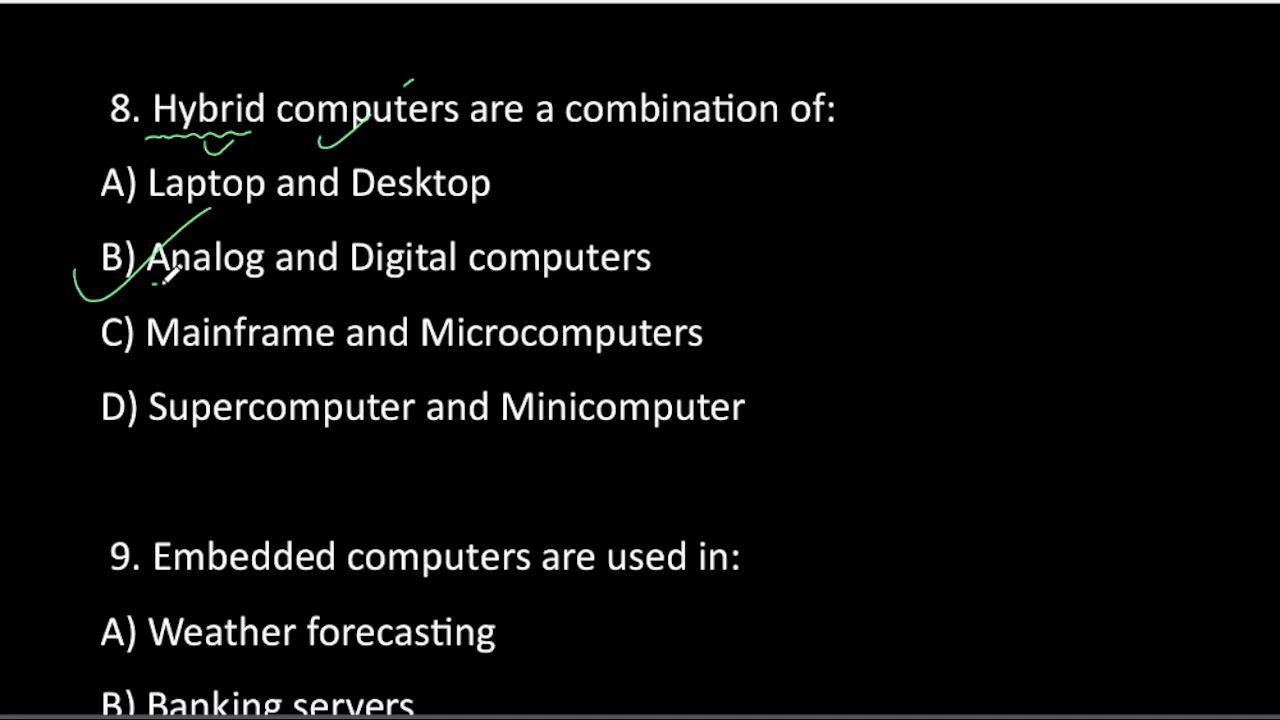 8. Hybrid computers are a combination of:
A) Laptop and Desktop
B) Analog and Digital computers
C) Mainframe and Microcomputers
D) Supercomputer and Minicomputer
9. Embedded computers are used in:
A) Weather forecasting
B) Banking servers